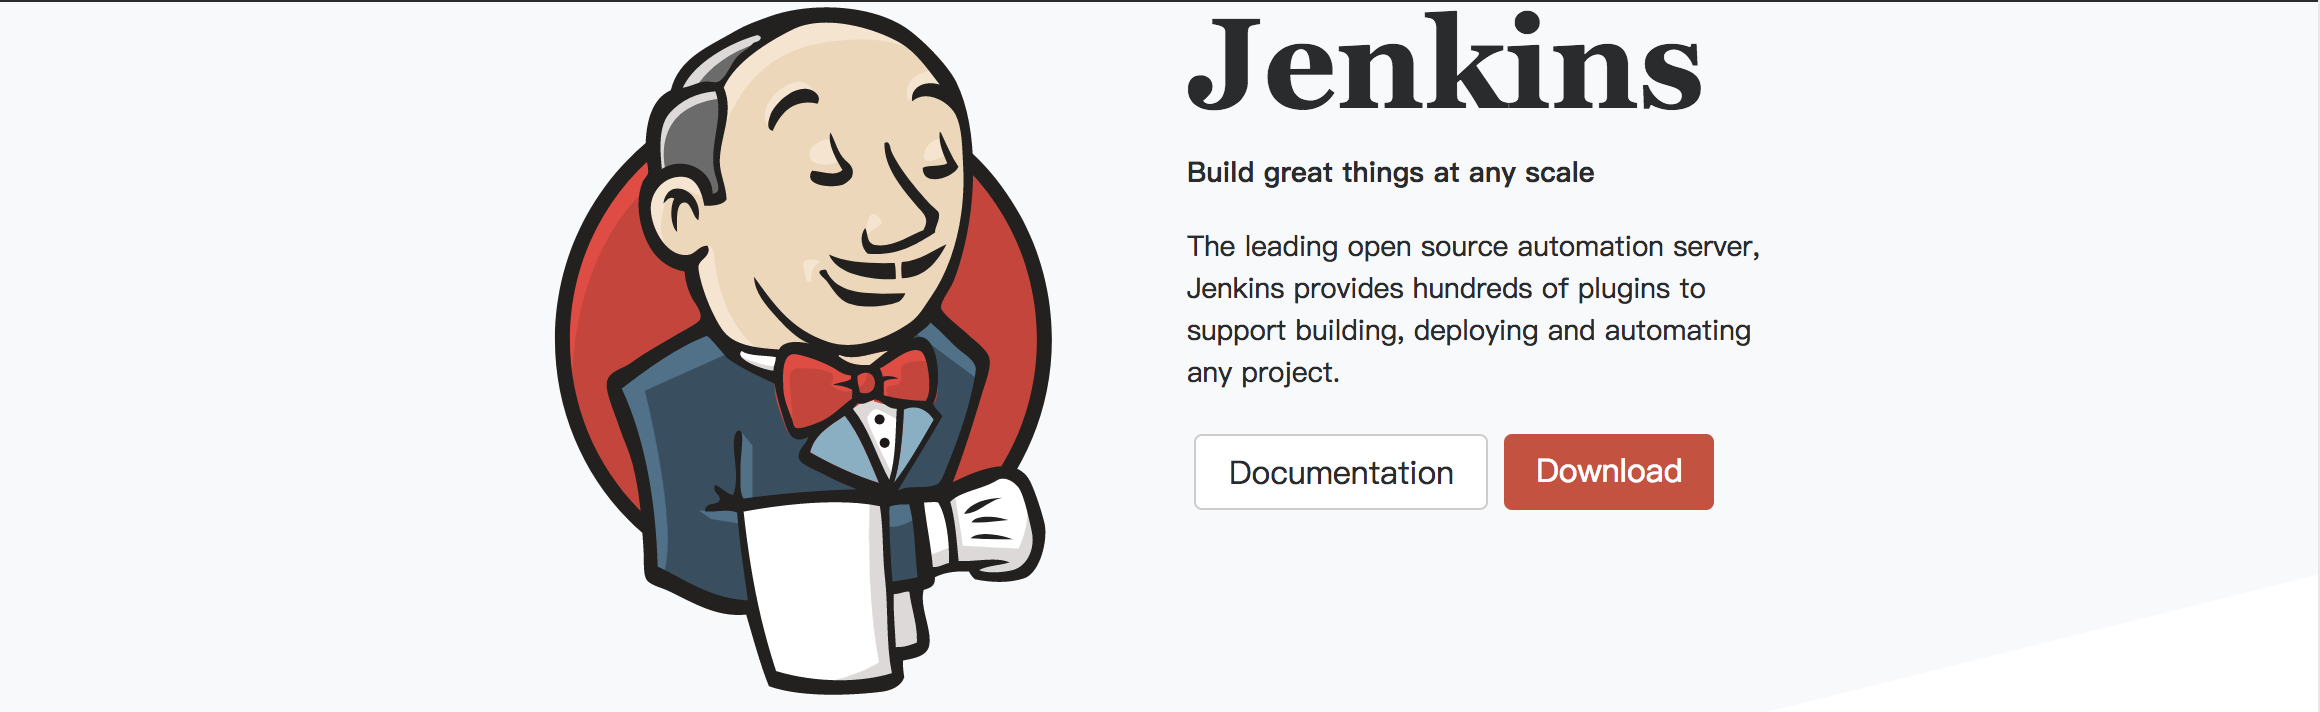 Jenkins
Build great things at any scale
The leading open source automation server,
Jenkins provides hundreds of plugins to
support building, deploying and automating
any project.
Documentation
Download